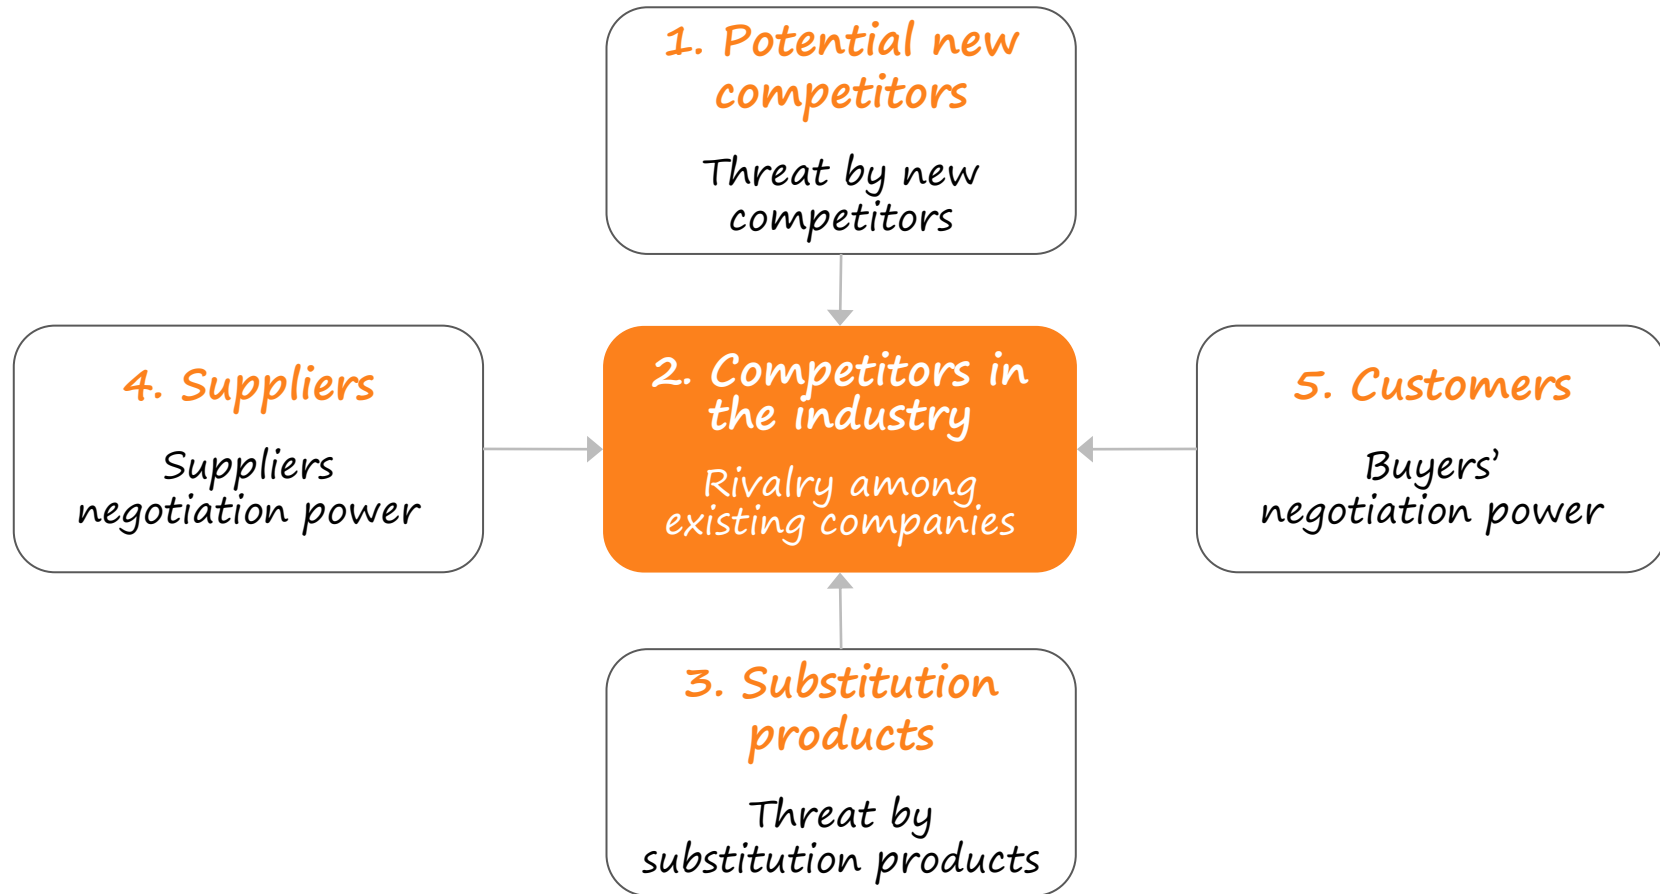 1. Potential new
competitors
Threat by new
competitors
4. Suppliers
Suppliers
negotiation power
2. Competitors in
the industry
Rivalry among
existing companies
5. Customers
Buyers’
negotiation power
3. Substitution
products
Threat by
substitution products